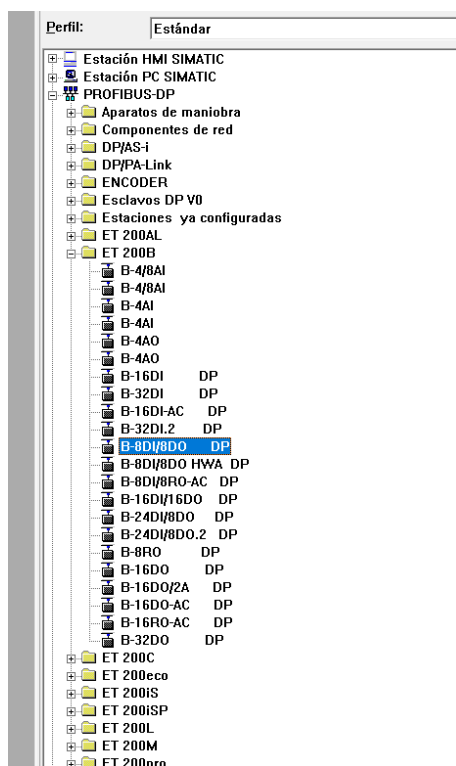 Perfil: Estándar
Estación HMI SIMATIC
Estación PC SIMATIC
PROFIBUS-DP
Aparatos de maniobra
Componentes de red
DP/AS-i
DP/PA-Link
ENCODER
Esclavos DP V0
Estaciones ya configuradas
ET 200AL
ET 200B
B-4/8AI
B-4/8AI
B-4AI
B-4AI
B-4AO
B-4AO
B-16DI DP
B-32DI DP
B-16DI-AC DP
B-32DI.2 DP
B-8DI/8DO DP
B-8DI/8DO HWA DP
B-8DI/8RO-AC DP
B-16DI/16DO DP
B-24DI/8DO DP
B-24DI/8DO.2 DP
B-8RO DP
B-16DO DP
B-16DO/2A DP
B-16DO-AC DP
B-16RO-AC DP
B-32DO DP
ET 200C
ET 200eco
ET 200iS
ET 200iSP
ET 200L
ET 200M
ET 200pro